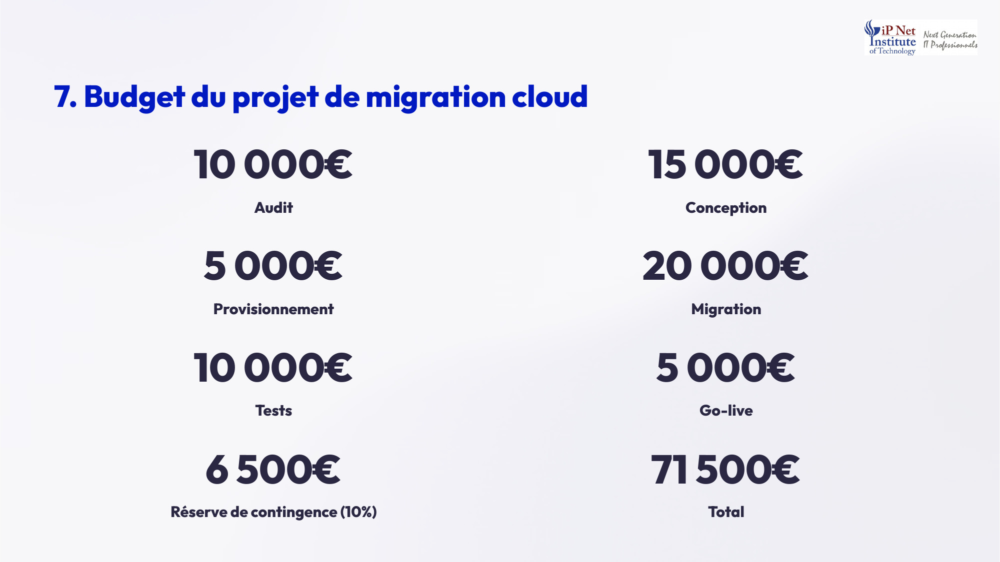 iP Net
Institute
of Technology
Next Generation
IT Professionnels
7. Budget du projet de migration cloud
10 000€
Audit
15 000€
Conception
5 000€
Provisionnement
20 000€
Migration
10 000€
Tests
5 000€
Go-live
6 500€
Réserve de contingence (10%)
71 500€
Total